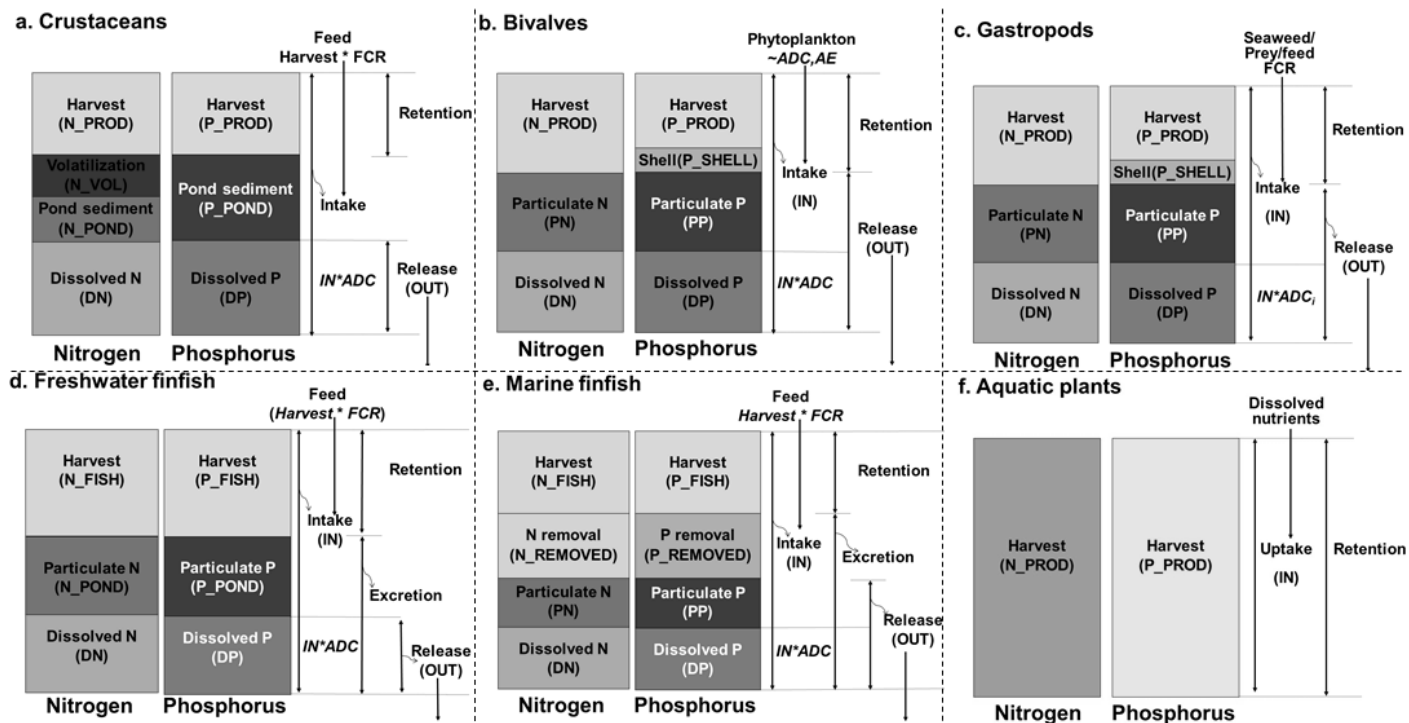 a. Crustaceans
Feed
Harvest * FCR
Harvest
(N_PROD)
Harvest
(P_PROD)
Retention
Volatilization
(N_VOL)
Pond sediment
(N_POND)
Pond sediment
(P_POND)
Intake
Dissolved N
(DN)
Dissolved P
(DP)
IN*ADC
Release
(OUT)
Nitrogen
Phosphorus
b. Bivalves
Phytoplankton
~ADC,AE
Harvest
(N_PROD)
Harvest
(P_PROD)
Retention
Shell(P_SHELL)
Intake
(IN)
Particulate N
(PN)
Particulate P
(PP)
Release
(OUT)
Dissolved N
(DN)
Dissolved P
(DP)
IN*ADC
Nitrogen
Phosphorus
c. Gastropods
Seaweed/
Prey/feed
FCR
Harvest
(N_PROD)
Harvest
(P_PROD)
Retention
Shell(P_SHELL)
Intake
(IN)
Particulate N
(PN)
Particulate P
(PP)
Release
(OUT)
Dissolved N
(DN)
Dissolved P
(DP)
IN*ADCi
Nitrogen
Phosphorus
d. Freshwater finfish
Feed
(Harvest * FCR)
Harvest
(N_FISH)
Harvest
(P_FISH)
Retention
Intake
(IN)
Particulate N
(N_POND)
Particulate P
(P_POND)
Excretion
Dissolved N
(DN)
Dissolved P
(DP)
IN*ADC
Release
(OUT)
Nitrogen
Phosphorus
e. Marine finfish
Feed
Harvest * FCR
Harvest
(N_FISH)
Harvest
(P_FISH)
Retention
N removal
(N_REMOVED)
P removal
(P_REMOVED)
Intake
(IN)
Excretion
Particulate N
(PN)
Particulate P
(PP)
Release
(OUT)
Dissolved N
(DN)
Dissolved P
(DP)
IN*ADC
Nitrogen
Phosphorus
f. Aquatic plants
Dissolved
nutrients
Harvest
(N_PROD)
Harvest
(P_PROD)
Uptake
(IN)
Retention
Nitrogen
Phosphorus